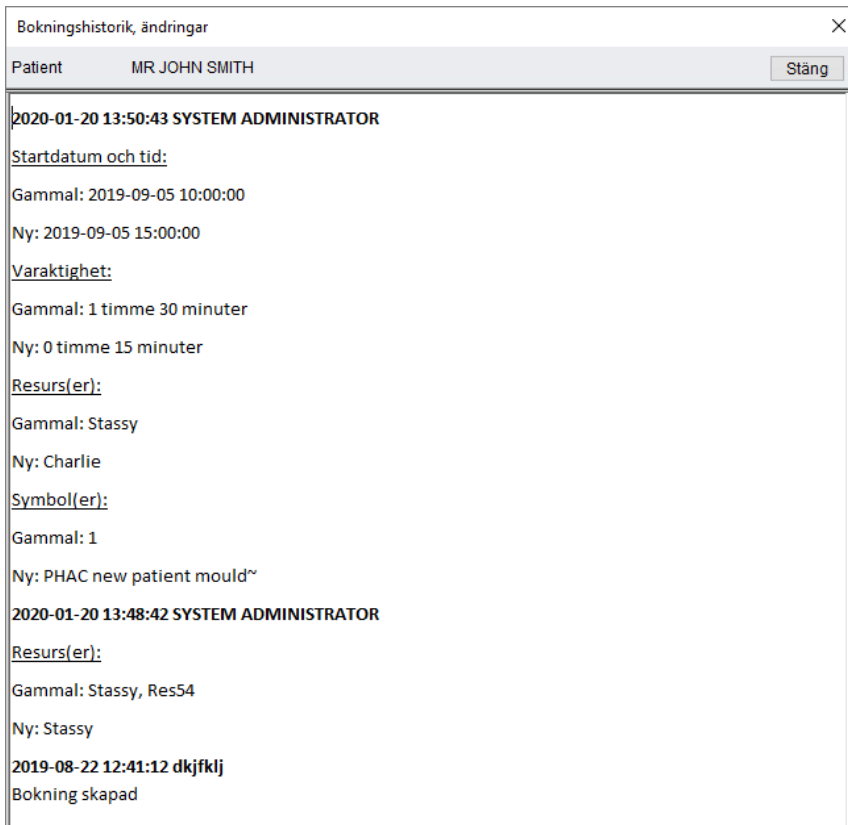 Bokningshistorik, ändringar
Patient MR JOHN SMITH Stäng
2020-01-20 13:50:43 SYSTEM ADMINISTRATOR
Startdatum och tid:
Gammal: 2019-09-05 10:00:00
Ny: 2019-09-05 15:00:00
Varaktighet:
Gammal: 1 timme 30 minuter
Ny: 0 timme 15 minuter
Resurs(er):
Gammal: Stassy
Ny: Charlie
Symbol(er):
Gammal: 1
Ny: PHAC new patient mould~
2020-01-20 13:48:42 SYSTEM ADMINISTRATOR
Resurs(er):
Gammal: Stassy, Res54
Ny: Stassy
2019-08-22 12:41:12 dkjfklj
Bokning skapad